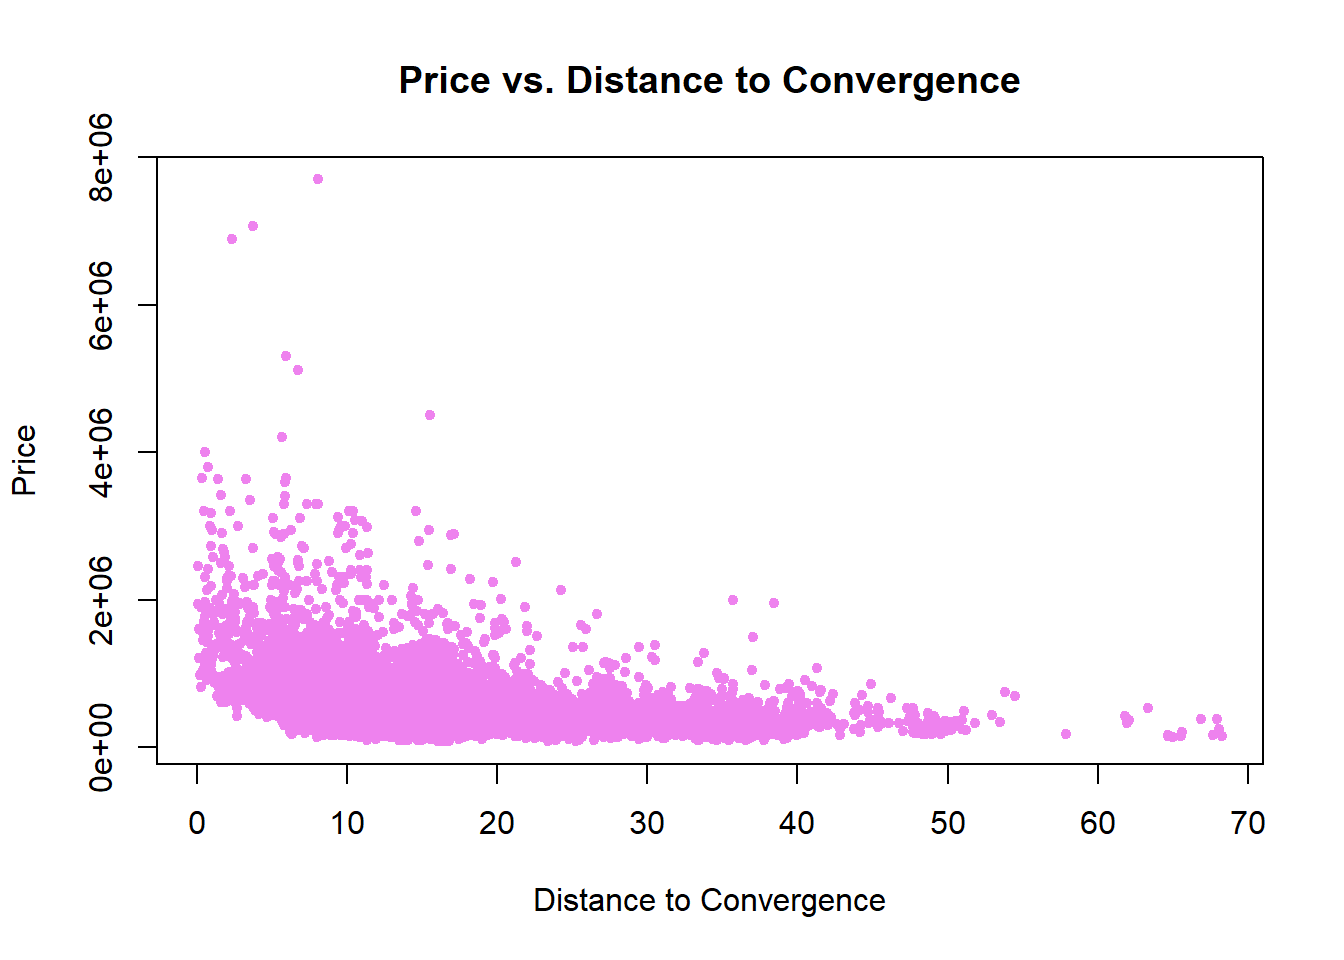 Price vs. Distance to Convergence
8e+06
6e+06
4e+06
2e+06
0e+00
Price
0 10 20 30 40 50 60 70
Distance to Convergence